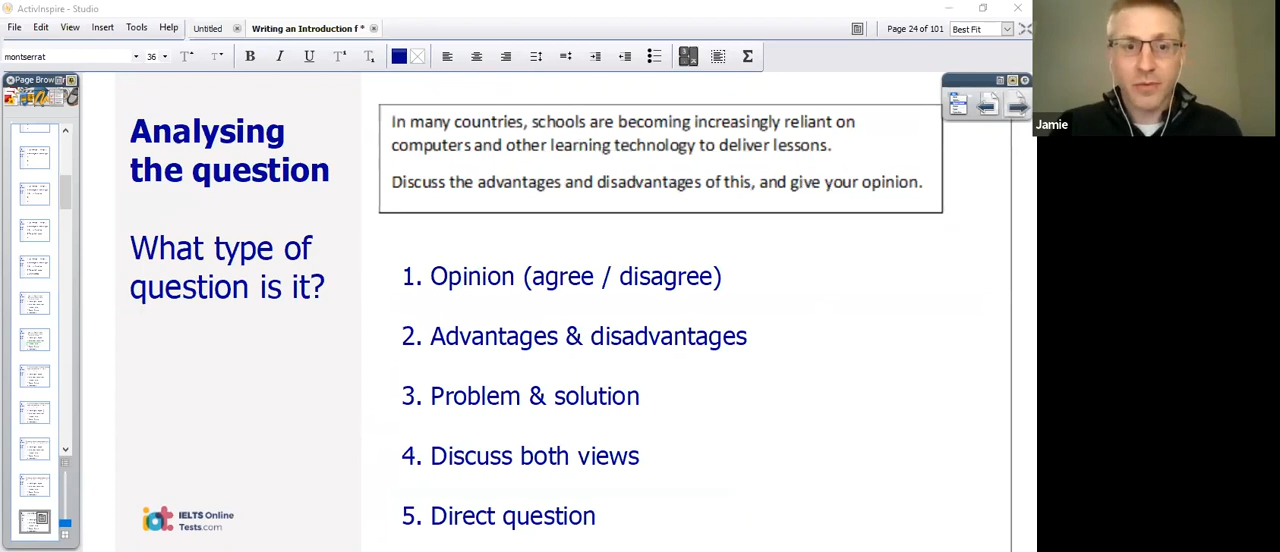 ActivInspire - Studio
File Edit View Insert Tools Help Untitled Writing an Introduction f * Page 24 of 101 Best Fit
montserrat 36 B I U T T Σ
Page Brow
Analysing
the question
What type of
question is it?
In many countries, schools are becoming increasingly reliant on
computers and other learning technology to deliver lessons.
Discuss the advantages and disadvantages of this, and give your opinion.
Jamie
1. Opinion (agree / disagree)
2. Advantages & disadvantages
3. Problem & solution
4. Discuss both views
5. Direct question
iot IELTS Online
Tests.com